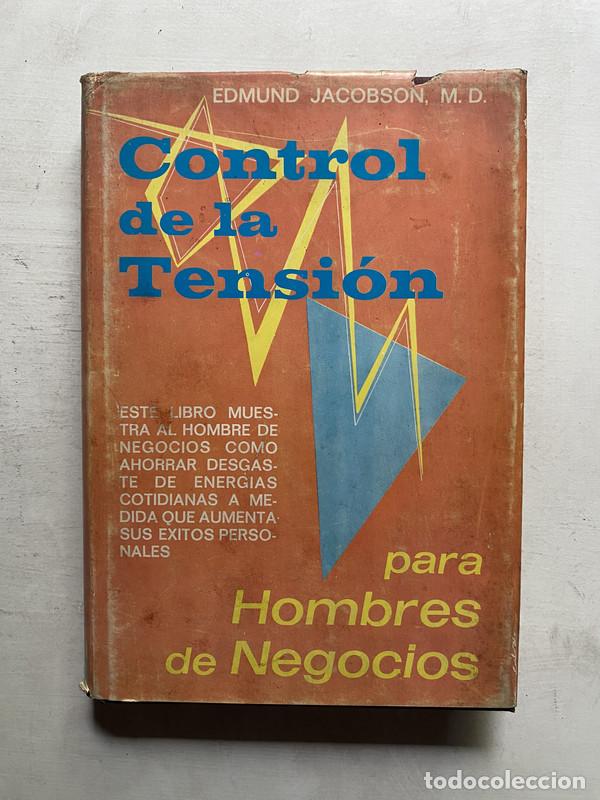 EDMUND JACOBSON, M. D.
Control
de la
Tensión
ESTE LIBRO MUES-
TRA AL HOMBRE DE
NEGOCIOS COMO
AHORRAR DESGAS-
TE DE ENERGIAS
COTIDIANAS A ME-
DIDA QUE AUMENTA
SUS EXITOS PERSO-
NALES
para
Hombres
de Negocios
todocoleccion